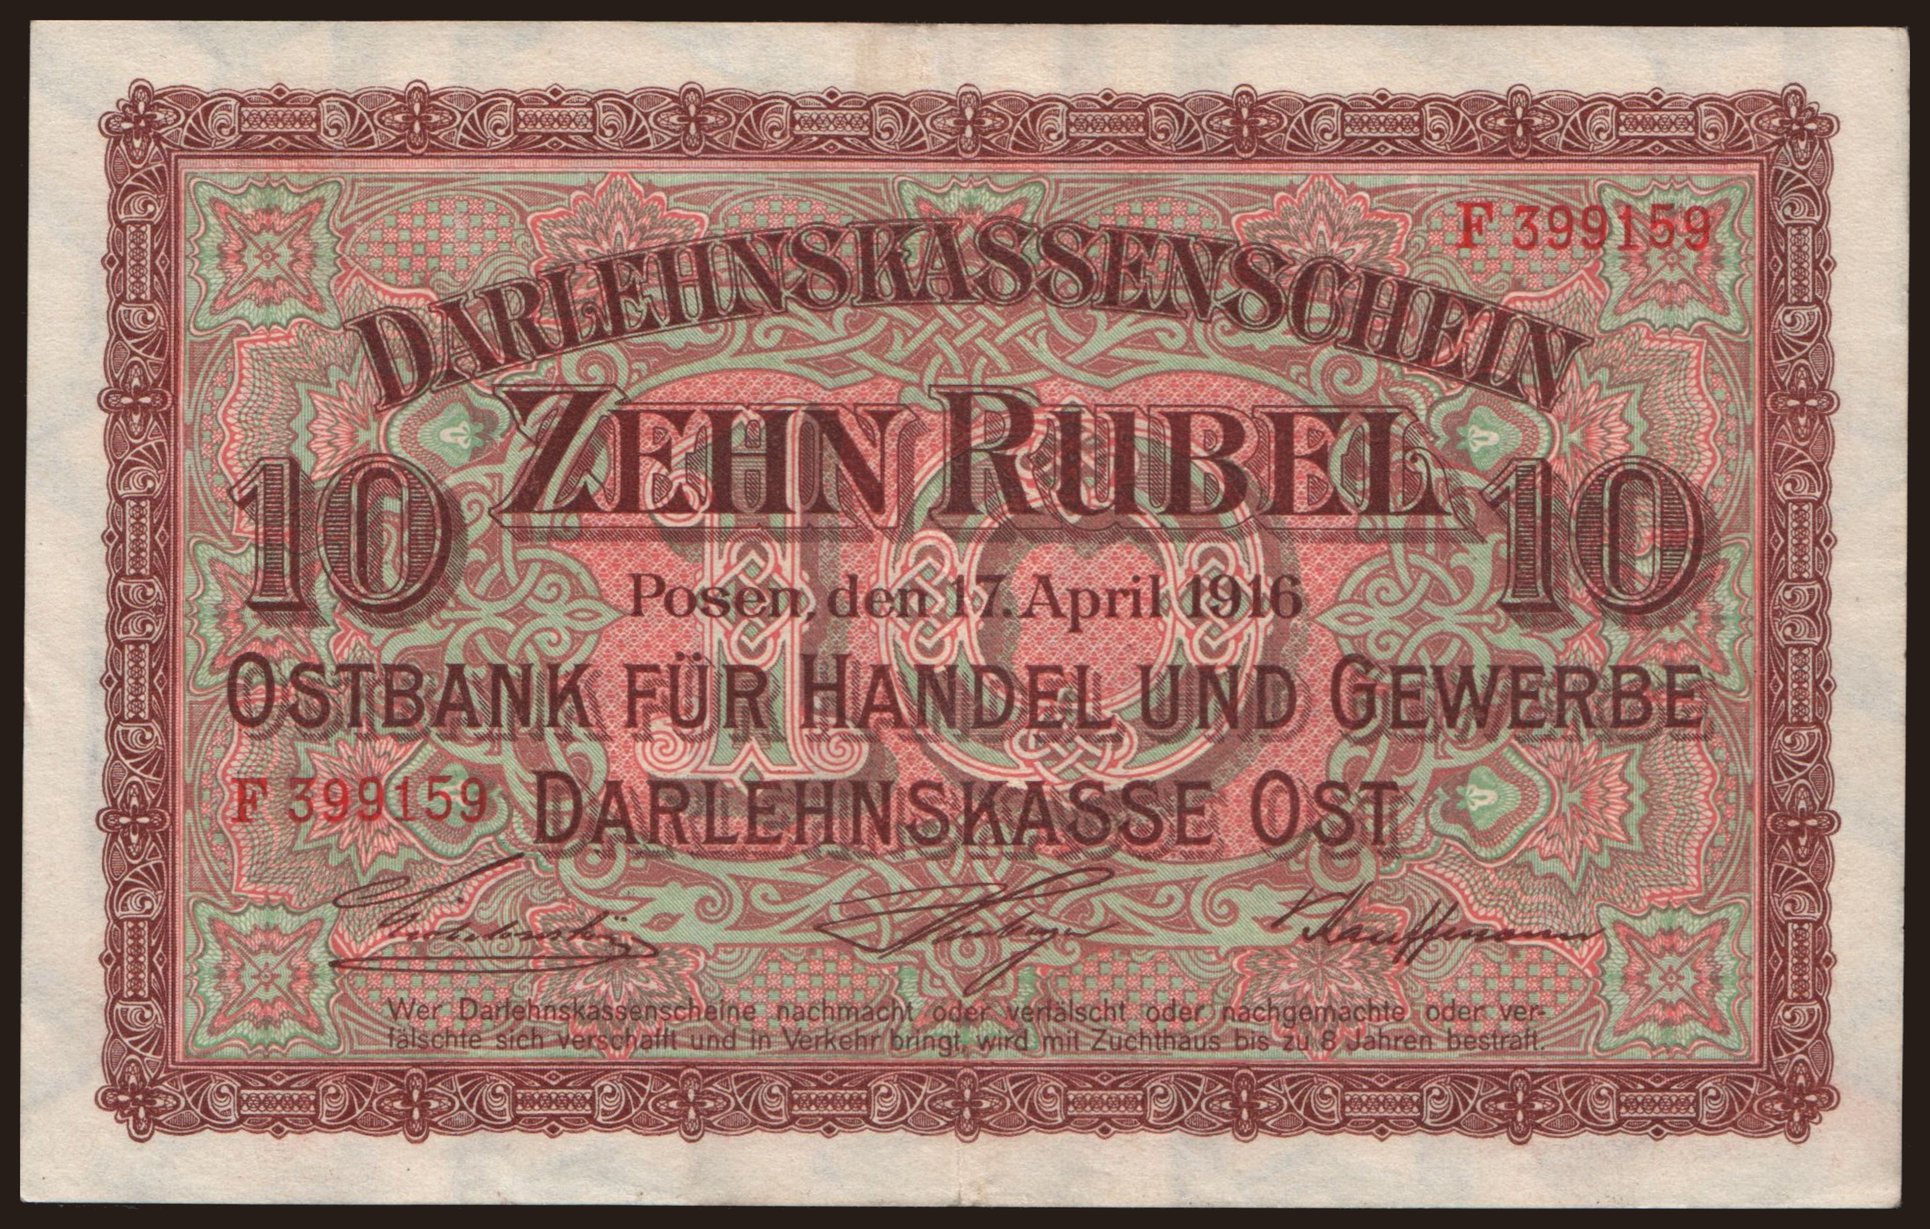 F 399159
DARLEHNSKASSENSCHEIN
ZEHN RUBEL
10 10
Posen, den 17. April 1916
OSTBANK FÜR HANDEL UND GEWERBE
F 399159 DARLEHNSKASSE OST
Wer Darlehnskassenscheine nachmacht oder verfälscht oder nachgemachte oder ver-
fälschte sich verschafft und in Verkehr bringt, wird mit Zuchthaus bis zu 8 Jahren bestraft.